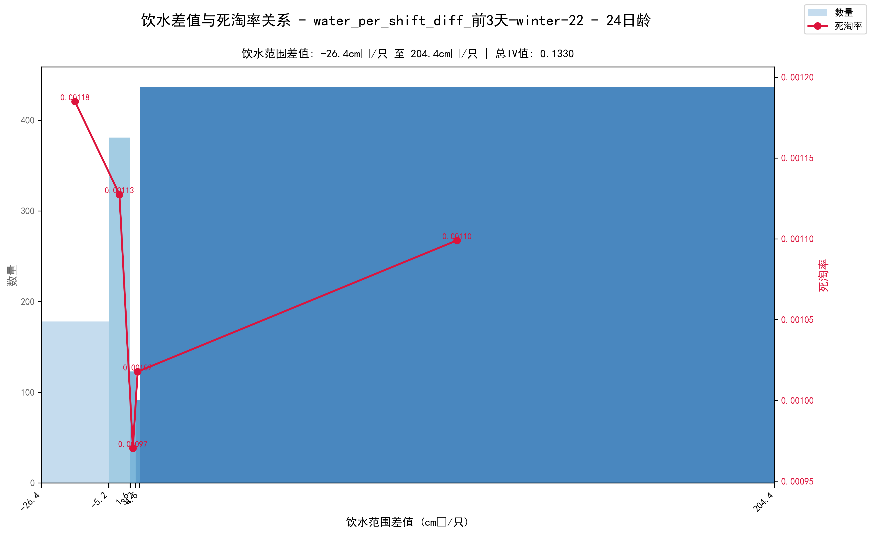 饮水差值与死淘率关系 - water_per_shift_diff_前3天-winter-22 - 24日龄
数量
死淘率
饮水范围差值: -26.4cm□□/只 至 204.4cm□□/只 | 总IV值: 0.1330
0.00118
0.00113
0.00097
0.00110
400
300
200
100
0
数量
0.00120
0.00115
0.00110
0.00105
0.00100
0.00095
死淘率
-26.4
-5.2
204.4
饮水范围差值 (cm□/只)